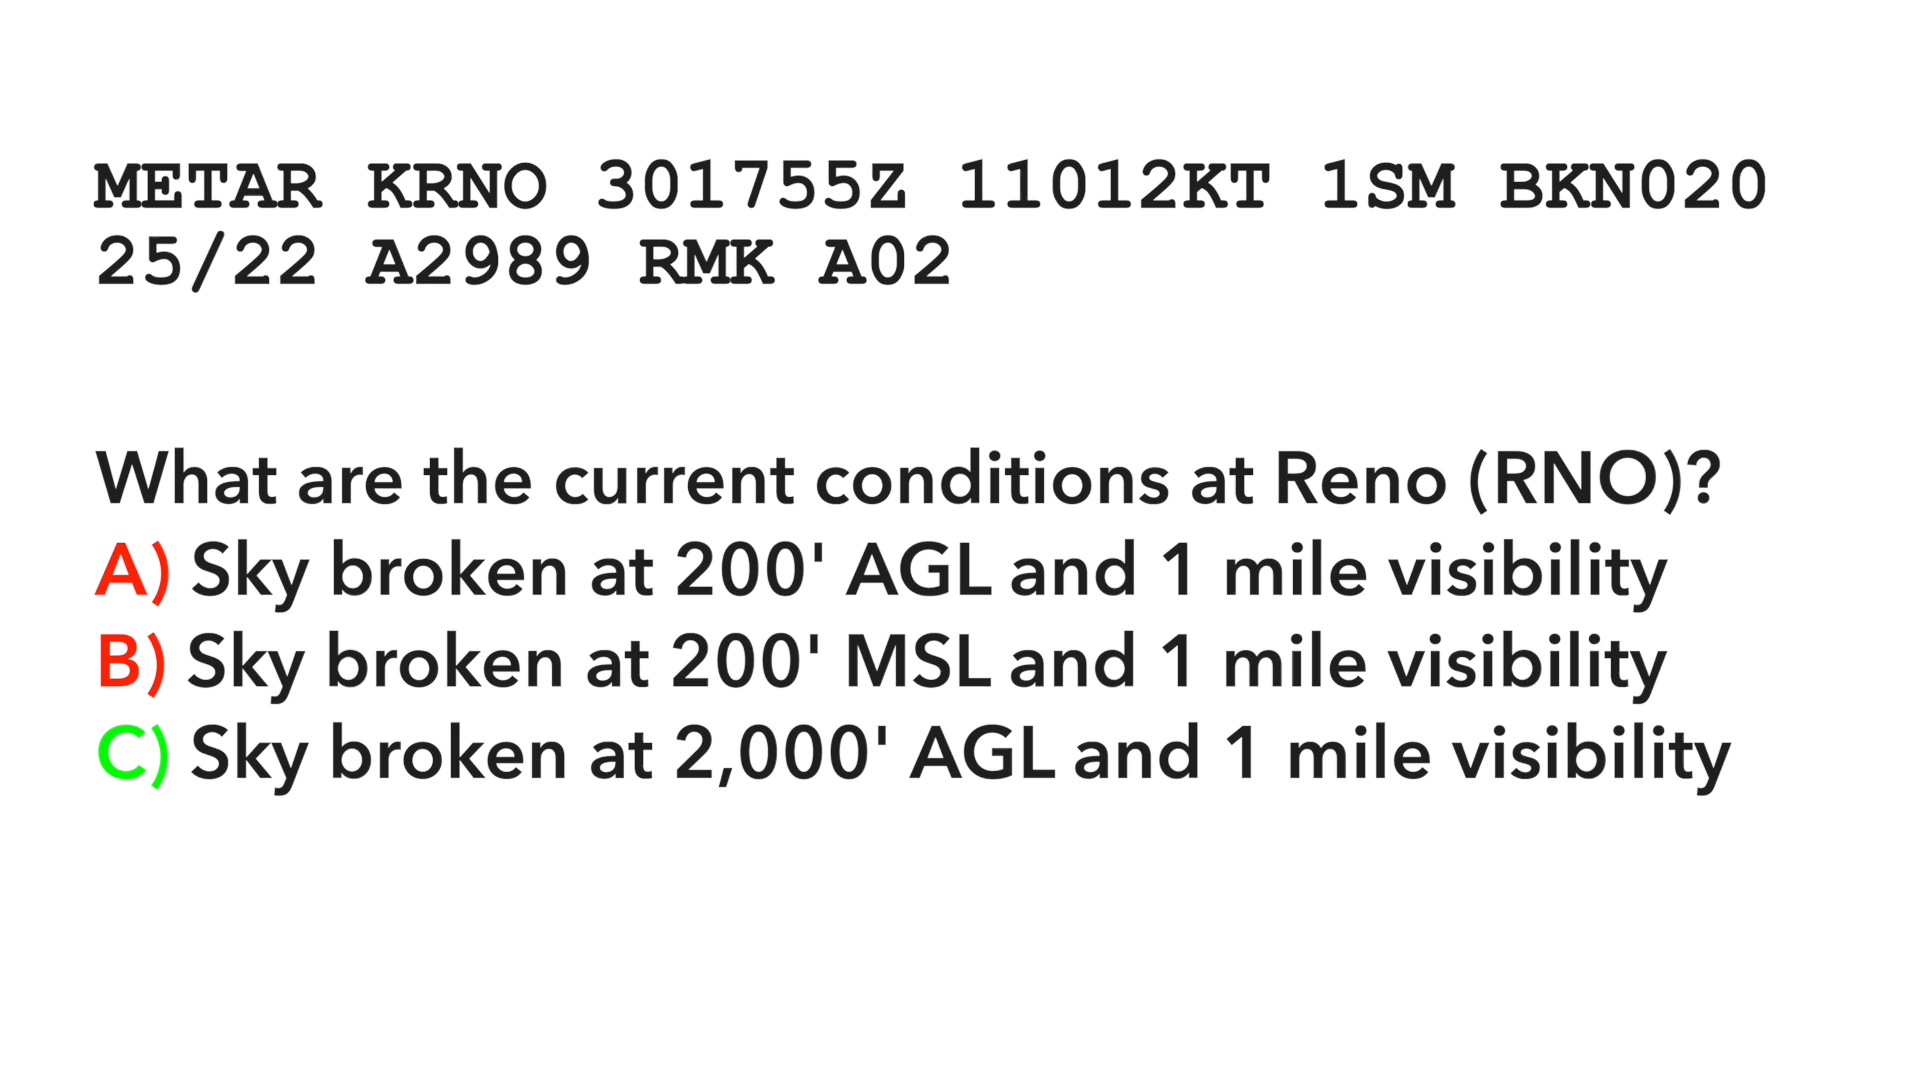 METAR KRNO 301755Z 11012KT 1SM BKN020
25/22 A2989 RMK A02
What are the current conditions at Reno (RNO)?
A) Sky broken at 200' AGL and 1 mile visibility
B) Sky broken at 200' MSL and 1 mile visibility
C) Sky broken at 2,000' AGL and 1 mile visibility